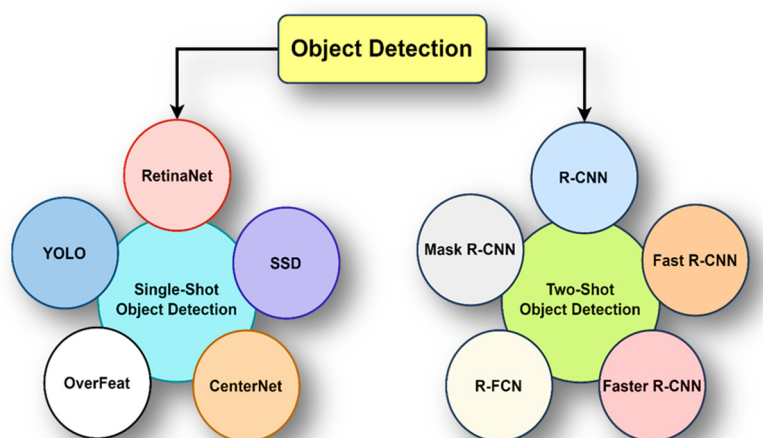 Object Detection
RetinaNet
YOLO
SSD
Single-Shot
Object Detection
OverFeat
CenterNet
R-CNN
Mask R-CNN
Fast R-CNN
Two-Shot
Object Detection
R-FCN
Faster R-CNN